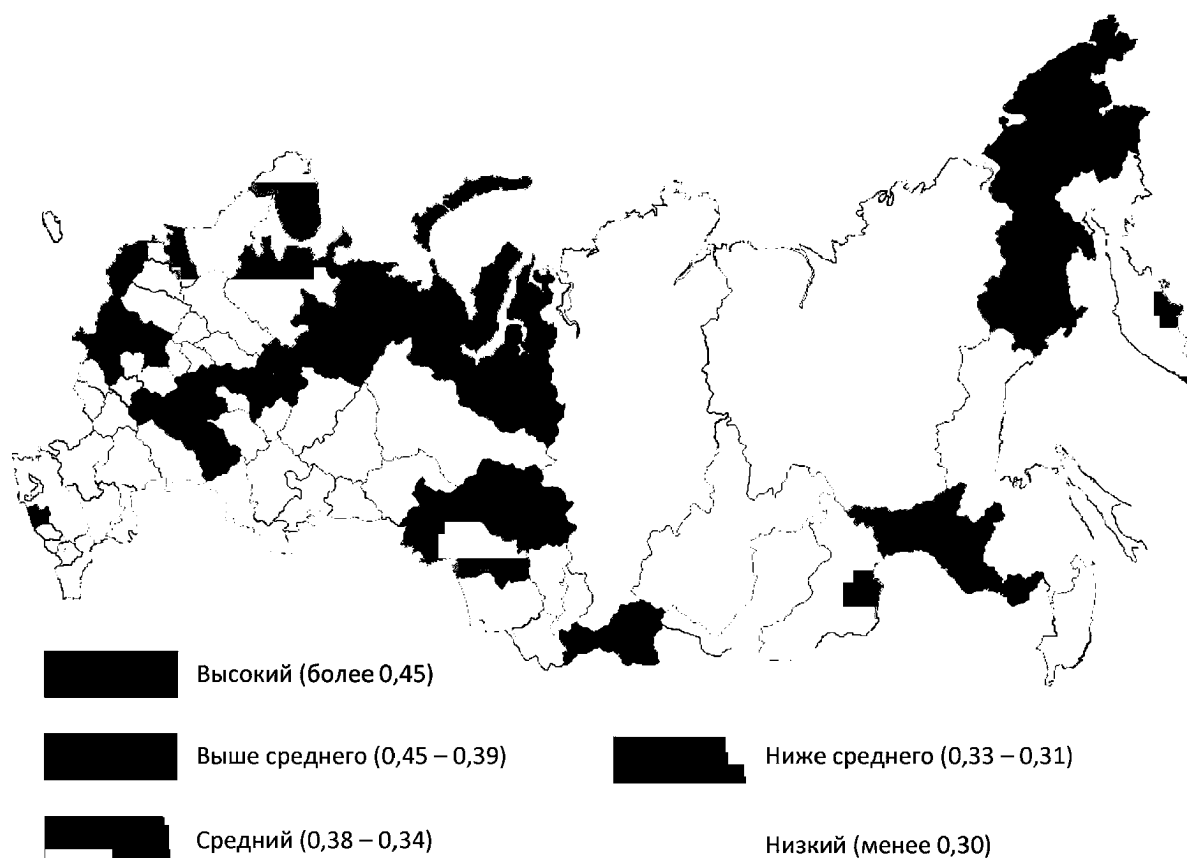 Высокий (более 0,45)
Выше среднего (0,45 – 0,39)
Средний (0,38 – 0,34)
Ниже среднего (0,33 – 0,31)
Низкий (менее 0,30)